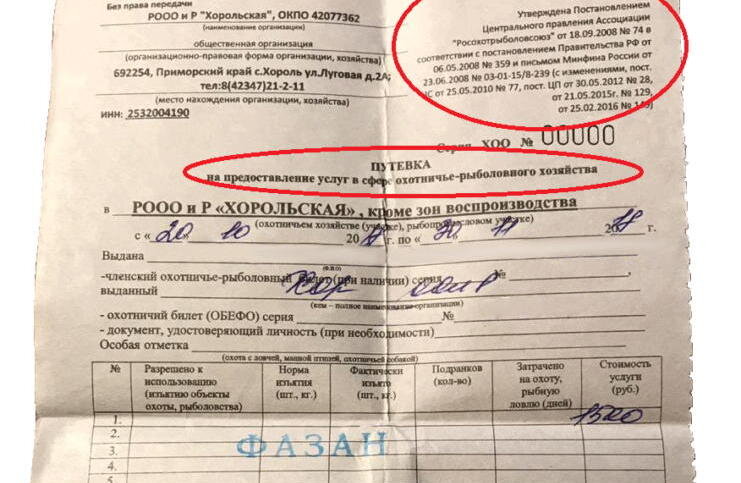 Без права передачи
РООО и Р "Хорольская", ОКПО 42077362
(наименование организации)
общественная организация
(организационно-правовая форма организации, хозяйства)
692254, Приморский край с.Хороль ул.Луговая д.2А;
тел:8(42347)21-2-11
(место нахождения организации, хозяйства)
ИНН: 2532004190
Утверждена Постановлением
Центрального правления Ассоциации
"Росохотрыболовсоюз" от 18.09.2008 № 74 в
соответствии с постановлением Правительства РФ от
06.05.2008 № 359 и письмом Минфина России от
23.06.2008 № 03-01-15/8-239 (с изменениями, пост.
ЦС от 25.05.2010 № 77, пост. ЦП от 30.05.2012 № 28,
от 21.05.2015г. № 129,
от 25.02.2016 № 149)
Серия ХОО № 00000
ПУТЕВКА
на предоставление услуг в сфере охотничье-рыболовного хозяйства
в РООО и Р «ХОРОЛЬСКАЯ», кроме зон воспроизводства
(охотничьем хозяйстве (участке), рыбопромысловом участке)
с « 20 10 20 по « 30 11 2018 г.
Выдана
(Ф.И.О)
-членский охотничье-рыболовный билет (при наличии) серия №
выданный
(кем – полное наименование организации)
- охотничий билет (ОБЕФО) серия №
- документ, удостоверяющий личность (при необходимости)
Особая отметка
(охота с ловчей, манной птицей, охотничьей собакой)
№ Разрешено к использованию (изъятию объекты охоты, рыболовства) Норма изъятия (шт., кг.) Фактически изъято (шт., кг.) Подранков (кол-во) Затрачено на охоту, рыбную ловлю (дней) Стоимость услуги (руб.)
1. 1500
2.
ФАЗАН
3.
4.
5.